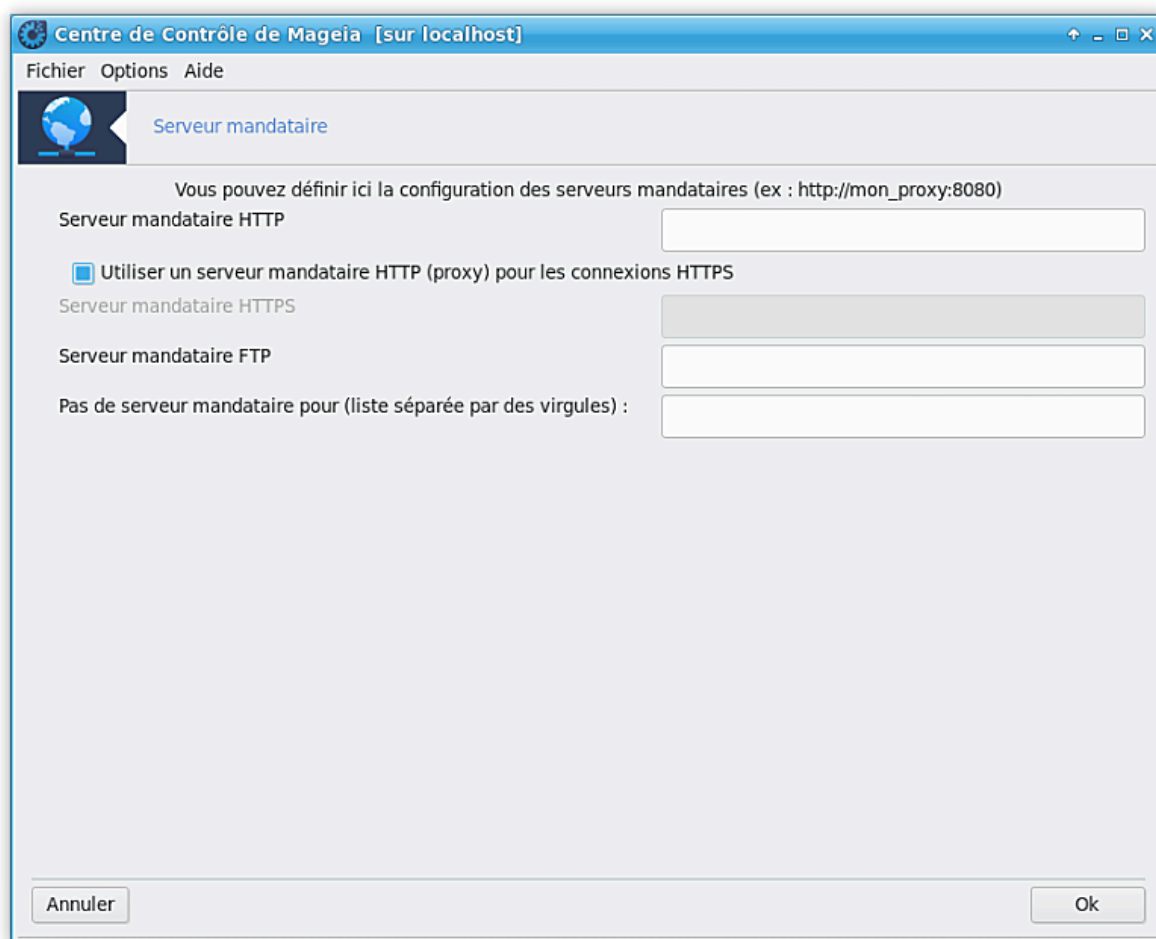 Centre de Contrôle de Mageia [sur localhost]
Fichier Options Aide
Serveur mandataire
Vous pouvez définir ici la configuration des serveurs mandataires (ex : http://mon_proxy:8080)
Serveur mandataire HTTP
Utiliser un serveur mandataire HTTP (proxy) pour les connexions HTTPS
Serveur mandataire HTTPS
Serveur mandataire FTP
Pas de serveur mandataire pour (liste séparée par des virgules) :
Annuler Ok